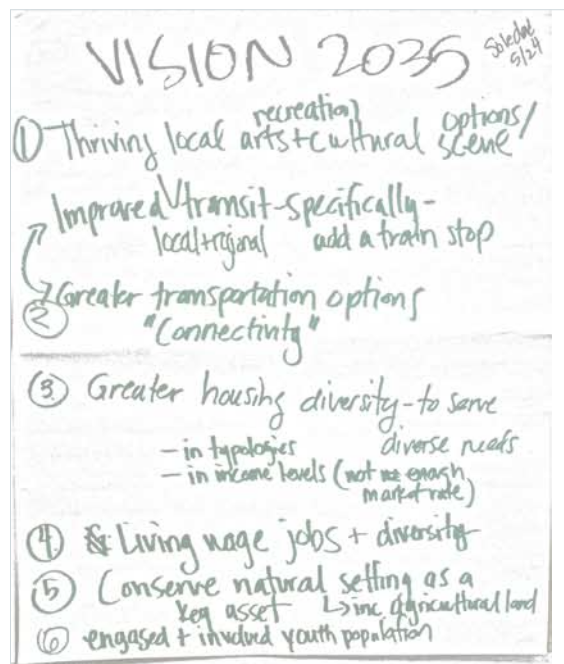 VISION 2035
Soledad
5/24
① Thriving local arts + cultural recreation options/
scene
Improved transit - specifically -
local + regional add a train stop
② Greater transportation options
"Connectivity"
③ Greater housing diversity - to serve
diverse needs
- in typologies
- in income levels (not enough
market rate)
④ Living wage jobs + diversity
⑤ Conserve natural setting as a
key asset ↳ inc agricultural land
⑥ engaged + involved youth population